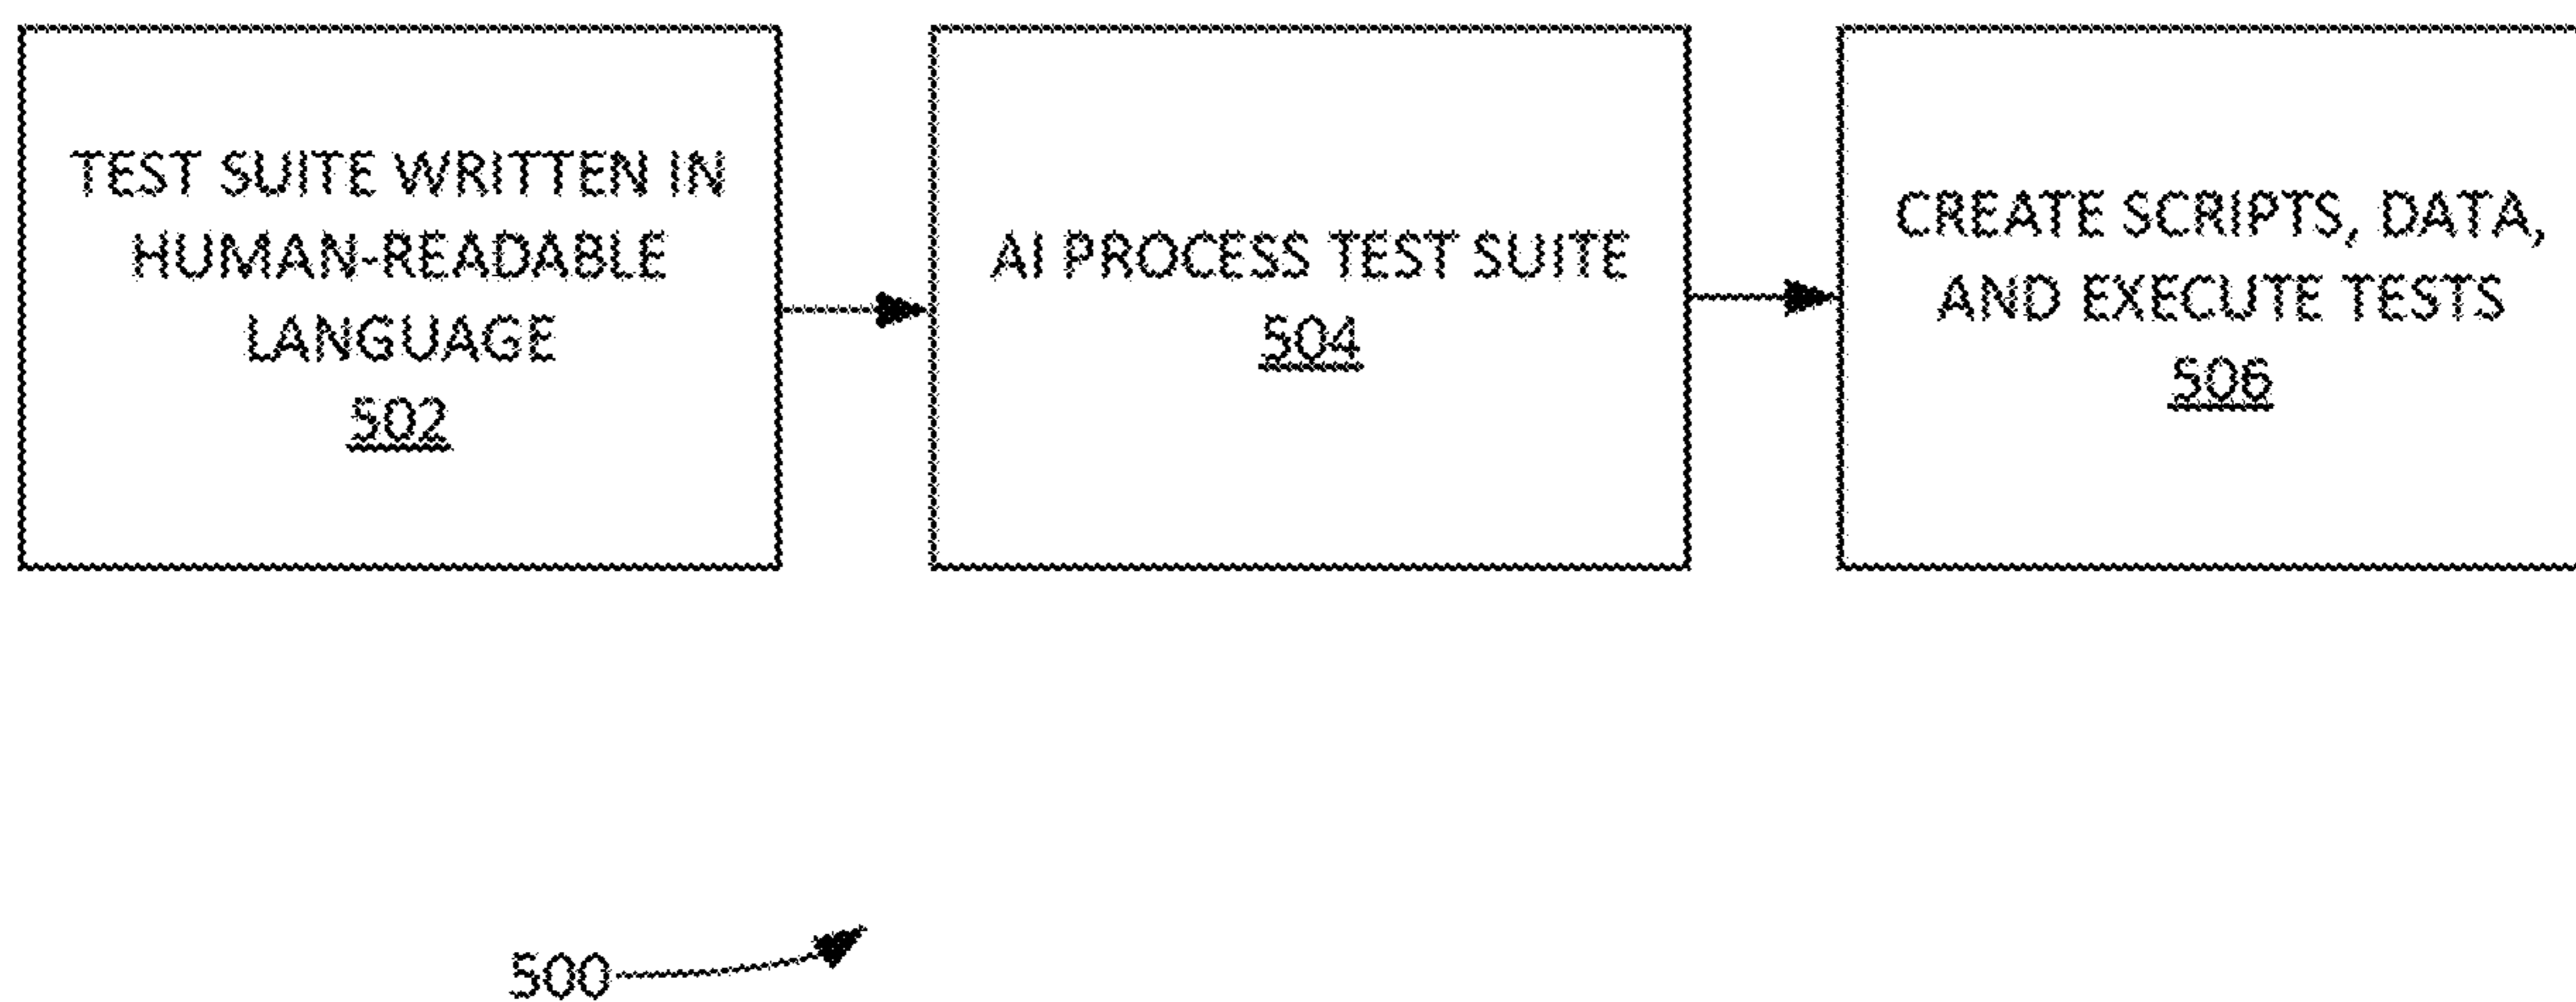 TEST SUITE WRITTEN IN
HUMAN-READABLE
LANGUAGE
502
AI PROCESS TEST SUITE
504
CREATE SCRIPTS, DATA,
AND EXECUTE TESTS
506
500